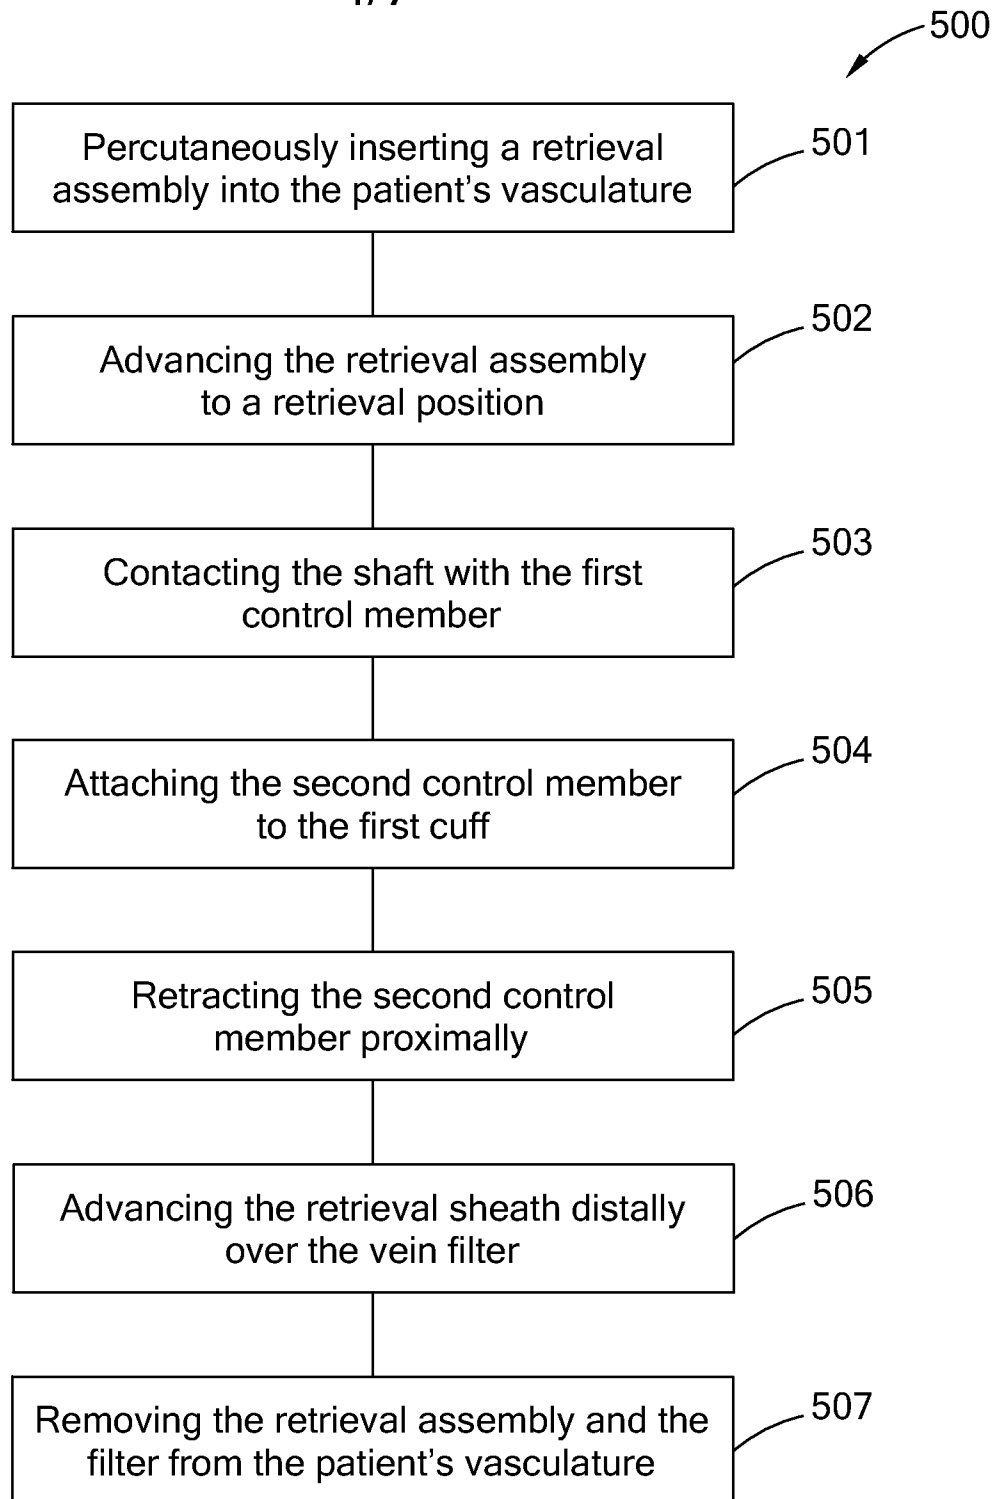 500
Percutaneously inserting a retrieval
assembly into the patient's vasculature
501
Advancing the retrieval assembly
to a retrieval position
502
Contacting the shaft with the first
control member
503
Attaching the second control member
to the first cuff
504
Retracting the second control
member proximally
505
Advancing the retrieval sheath distally
over the vein filter
506
Removing the retrieval assembly and the
filter from the patient's vasculature
507